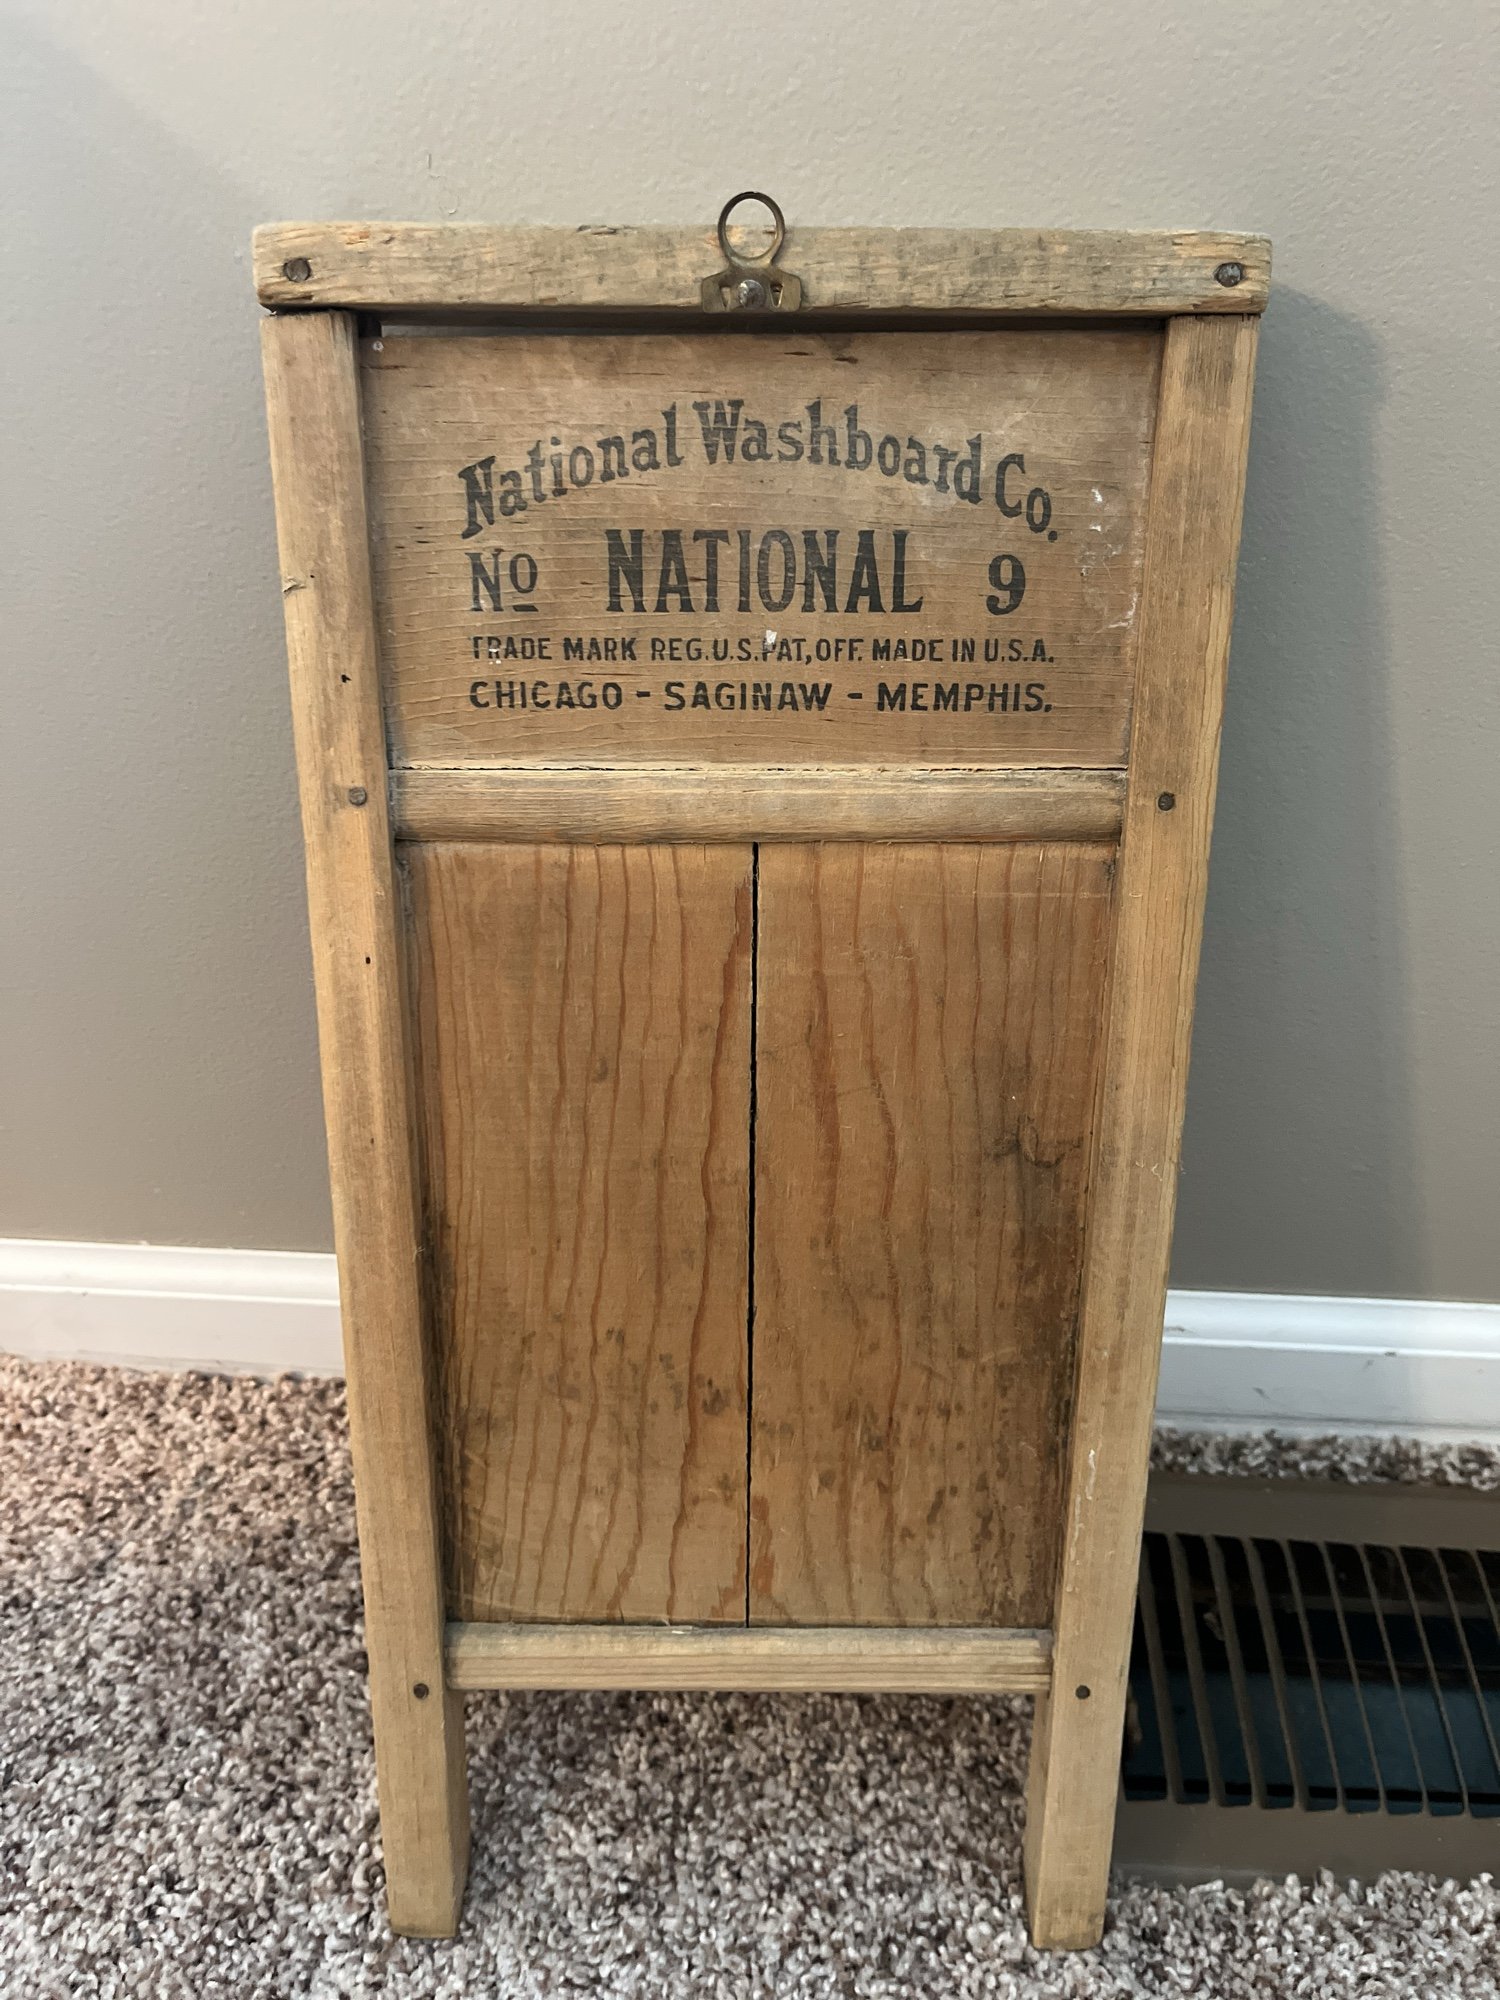 National Washboard Co.
No NATIONAL 9
TRADE MARK REG.U.S.PAT,OFF. MADE IN U.S.A.
CHICAGO - SAGINAW - MEMPHIS.